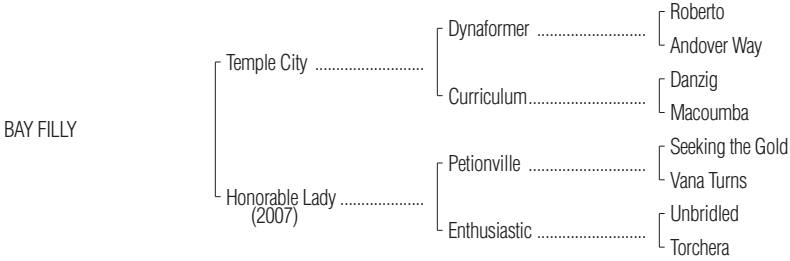 Roberto
Dynaformer ..........................
Andover Way
Temple City ..........................
Danzig
Curriculum............................
Macoumba
BAY FILLY
Seeking the Gold
Petionville ............................
Vana Turns
Honorable Lady ....................
(2007)
Unbridled
Enthusiastic ..........................
Torchera